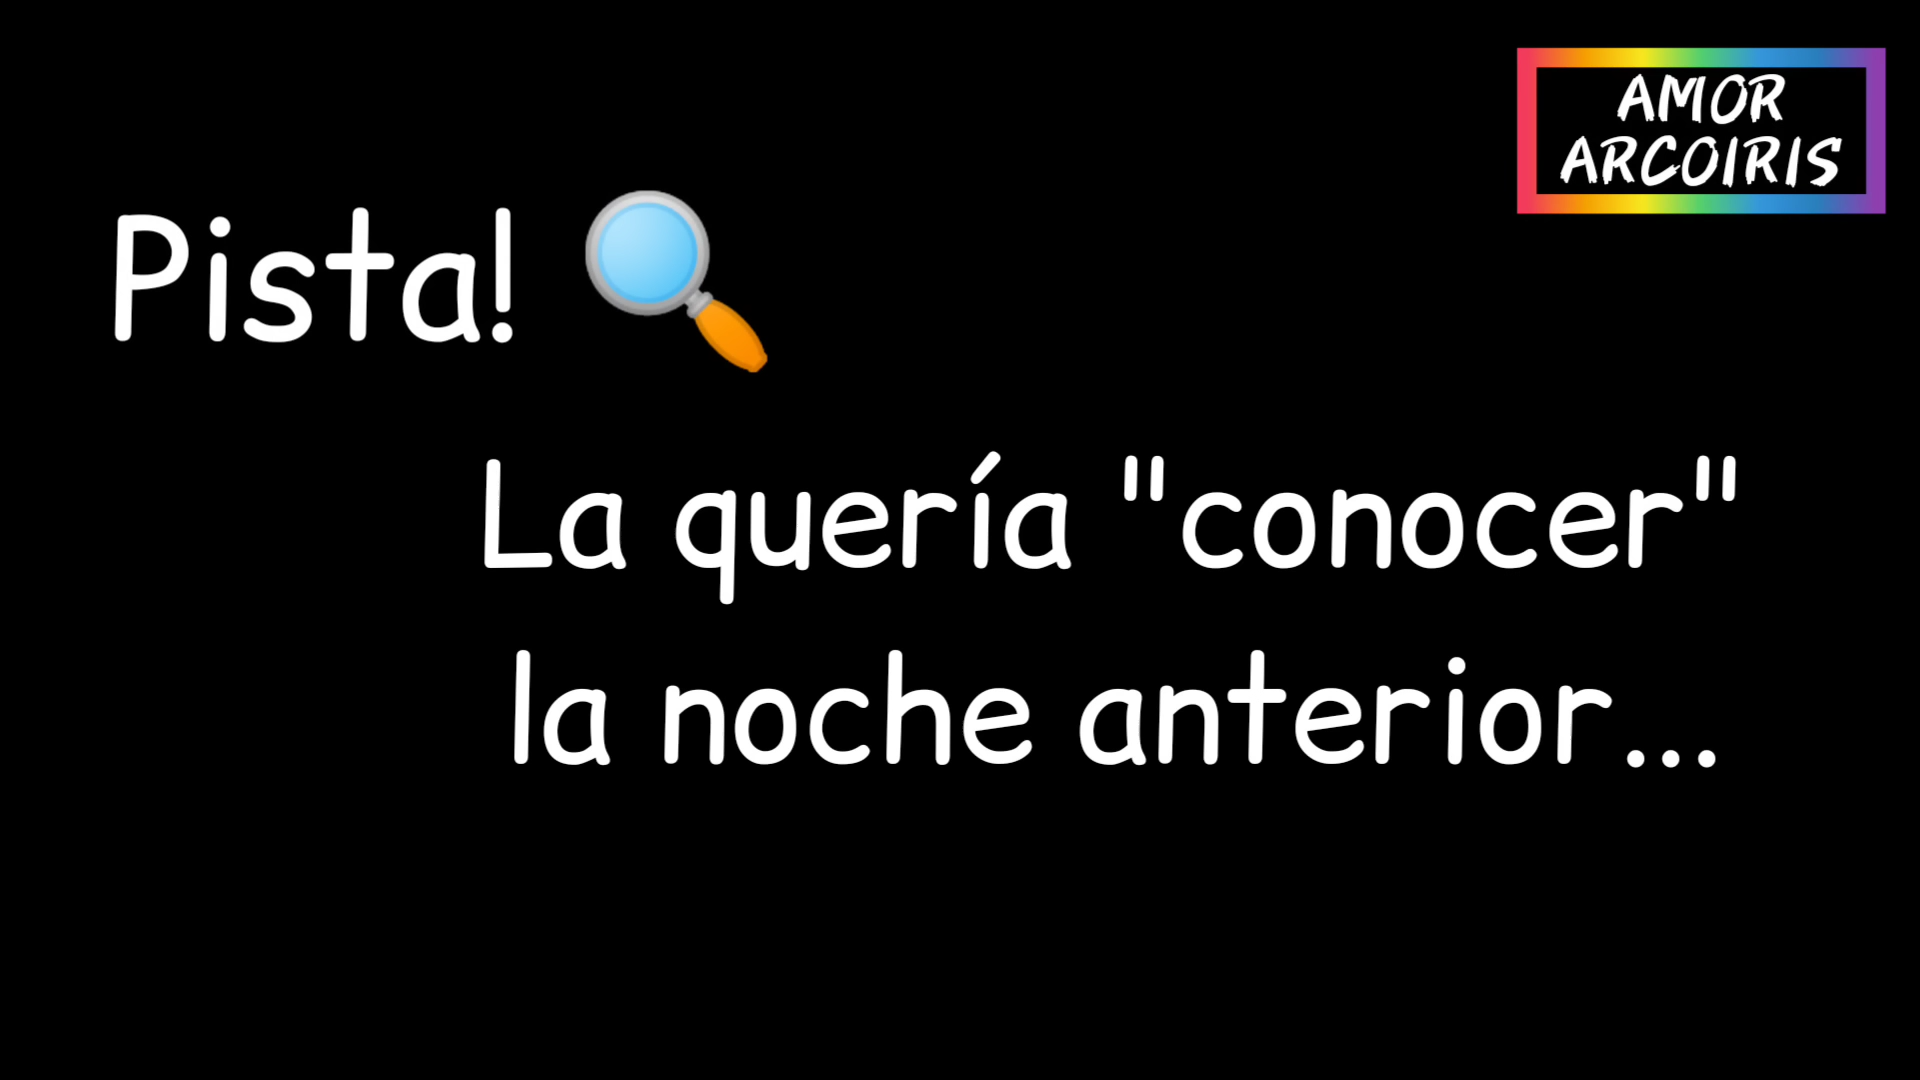 AMOR
ARCOIRIS
Pista!
La quería "conocer"
la noche anterior...